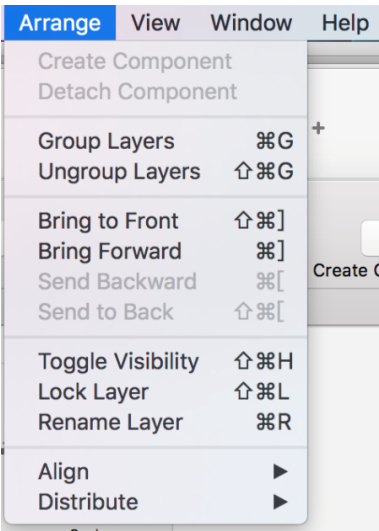 Arrange View Window Help
Create Component
Detach Component
Group Layers ⌘G
Ungroup Layers ⇧⌘G
Bring to Front ⇧⌘]
Bring Forward ⌘]
Send Backward ⌘[
Send to Back ⇧⌘[
Create
Toggle Visibility ⇧⌘H
Lock Layer ⇧⌘L
Rename Layer ⌘R
Align ▶
Distribute ▶